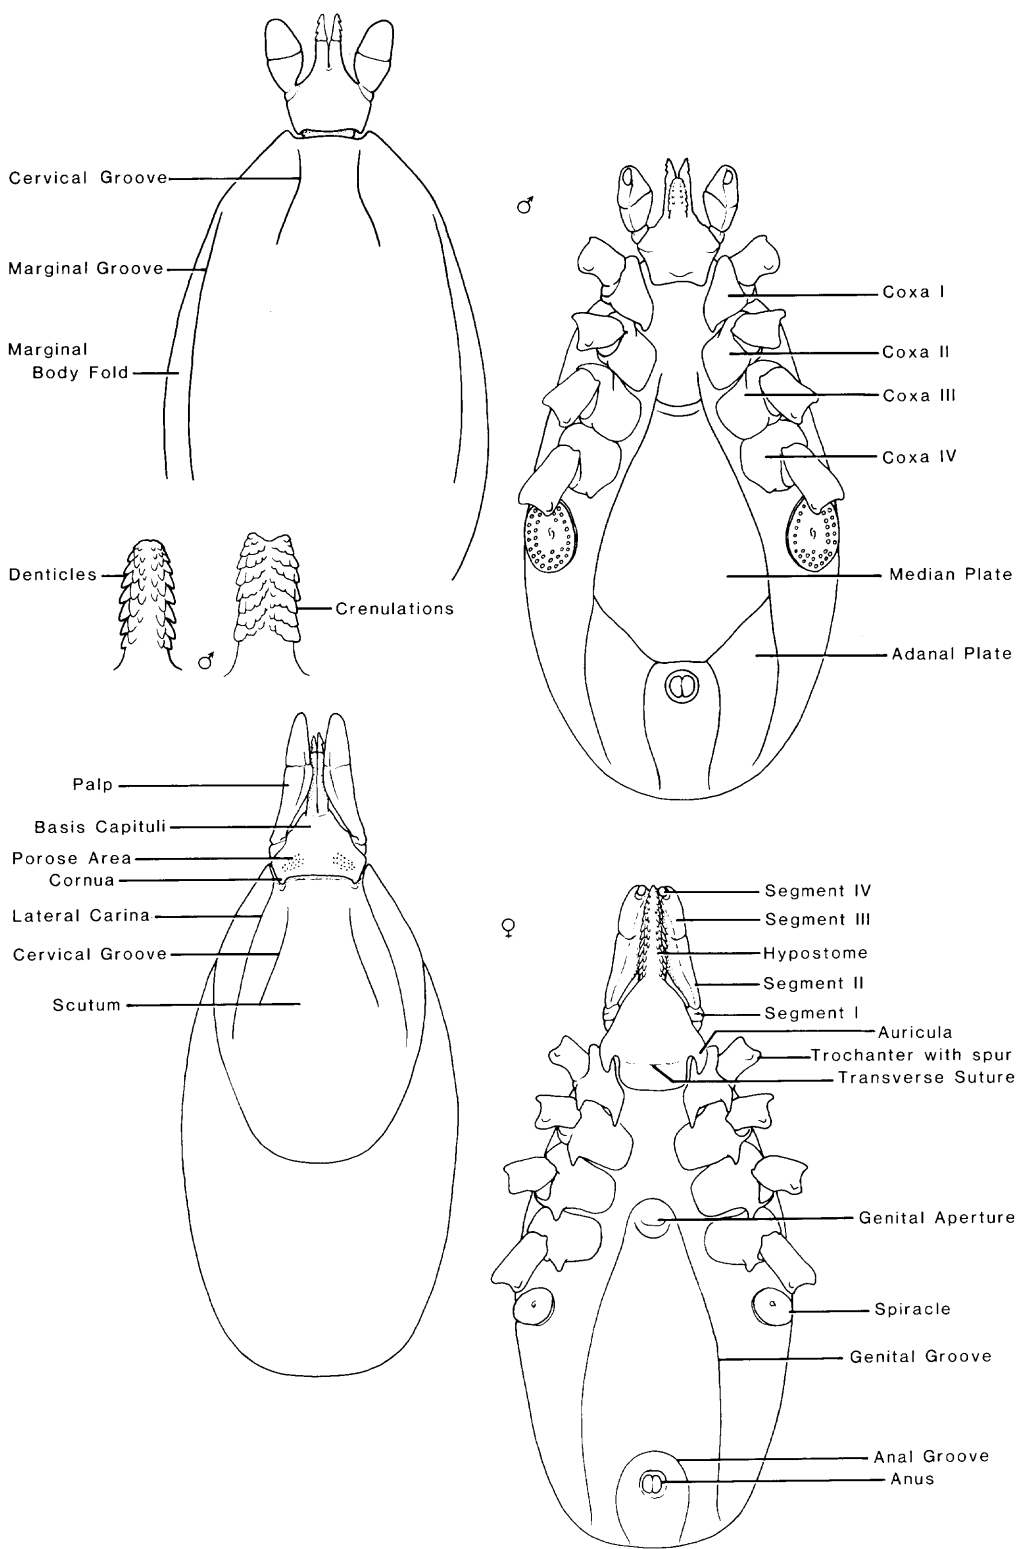 Cervical Groove
Marginal Groove
Marginal
Body Fold
Denticles
Crenulations
♂
♂
Coxa I
Coxa II
Coxa III
Coxa IV
Median Plate
Adanal Plate
Palp
Basis Capituli
Porose Area
Cornua
Lateral Carina
Cervical Groove
Scutum
♀
Segment IV
Segment III
Hypostome
Segment II
Segment I
Auricula
Trochanter with spur
Transverse Suture
Genital Aperture
Spiracle
Genital Groove
Anal Groove
Anus